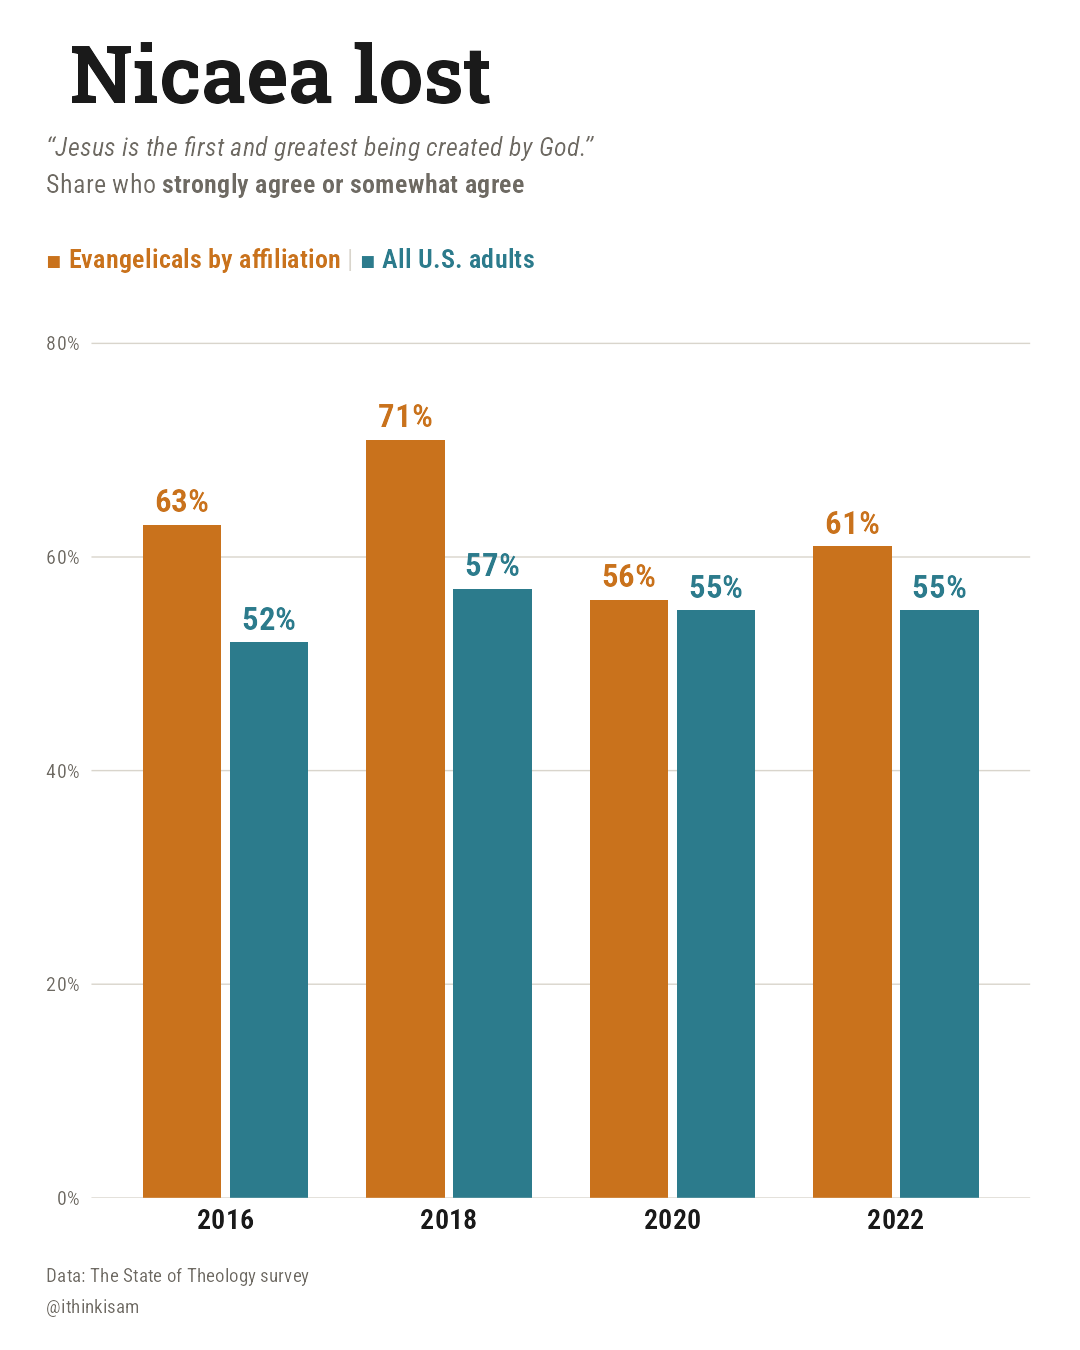 Nicaea lost
“Jesus is the first and greatest being created by God.”
Share who strongly agree or somewhat agree
■ Evangelicals by affiliation | ■ All U.S. adults
80%
71%
63%
61%
60%
57%
56%
55%
55%
52%
40%
20%
0%
2016 2018 2020 2022
Data: The State of Theology survey
@ithinkisam